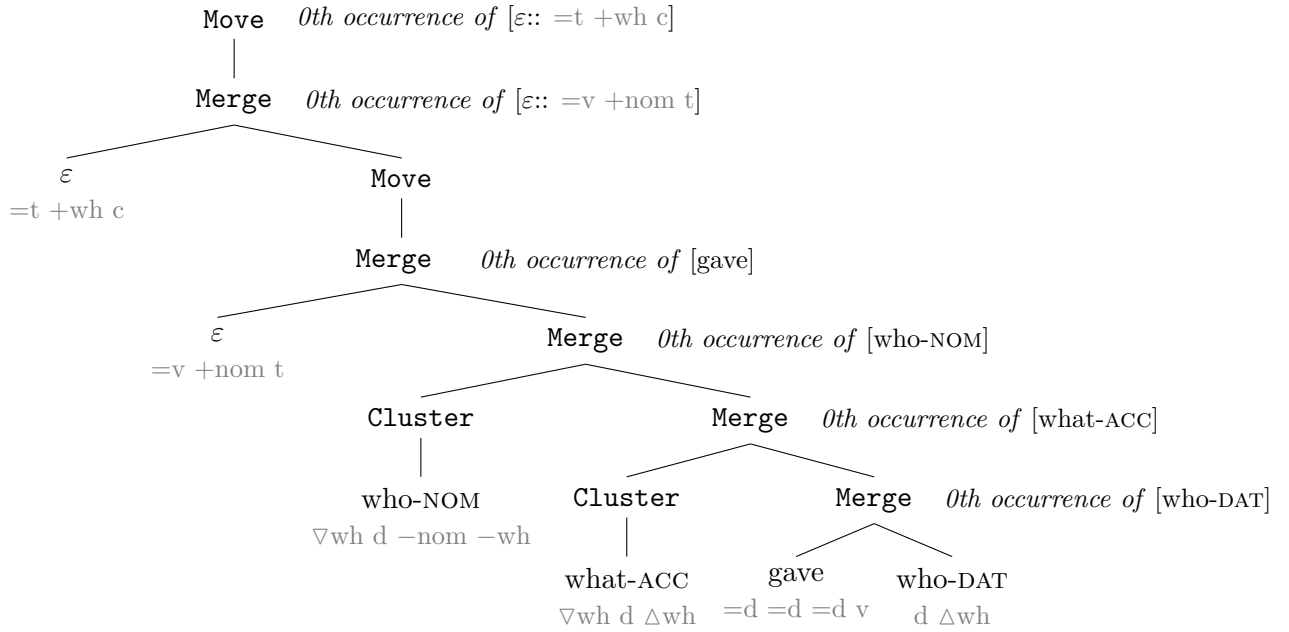 Move 0th occurrence of [ε:: =t +wh c]
Merge 0th occurrence of [ε:: =v +nom t]
ε Move
=t +wh c
Merge 0th occurrence of [gave]
ε Merge 0th occurrence of [who-NOM]
=v +nom t
Cluster Merge 0th occurrence of [what-ACC]
who-NOM Cluster Merge 0th occurrence of [who-DAT]
▽wh d −nom −wh
what-ACC gave who-DAT
▽wh d △wh =d =d =d v d △wh